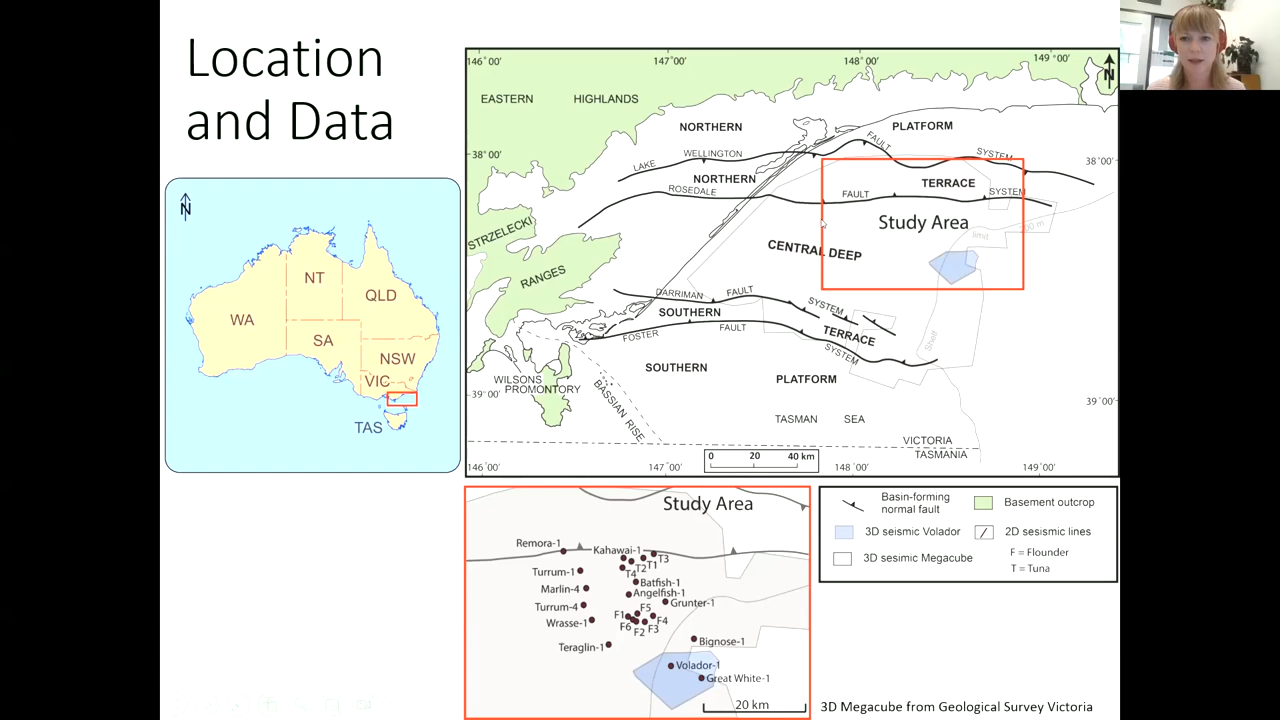 Location
and Data
N
NT
QLD
WA
SA
NSW
VIC
TAS
146°00'
147°00'
148°00'
149°00'
N
EASTERN HIGHLANDS
NORTHERN PLATFORM
LAKE WELLINGTON FAULT SYSTEM
38°00'
38°00'
NORTHERN TERRACE
ROSEDALE FAULT SYSTEM
Study Area
STRZELECKI
RANGES
CENTRAL DEEP
limit
200 m
DARRIMAN FAULT SYSTEM
SOUTHERN TERRACE
FOSTER FAULT SYSTEM
Shelf
SOUTHERN PLATFORM
WILSONS
PROMONTORY
BASSIAN RISE
39°00'
39°00'
TASMAN SEA
VICTORIA
TASMANIA
0 20 40 km
146°00'
147°00'
148°00'
149°00'
Study Area
Remora-1
Kahawai-1
T3
T1
T2
T4
Turrum-1
Batfish-1
Marlin-4
Angelfish-1
Grunter-1
Turrum-4
F5
F1
F4
Wrasse-1
F6
F3
F2
Teraglin-1
Bignose-1
Volador-1
Great White-1
20 km
Basin-forming
normal fault
Basement outcrop
3D seismic Volador
2D sesismic lines
3D sesimic Megacube
F = Flounder
T = Tuna
3D Megacube from Geological Survey Victoria